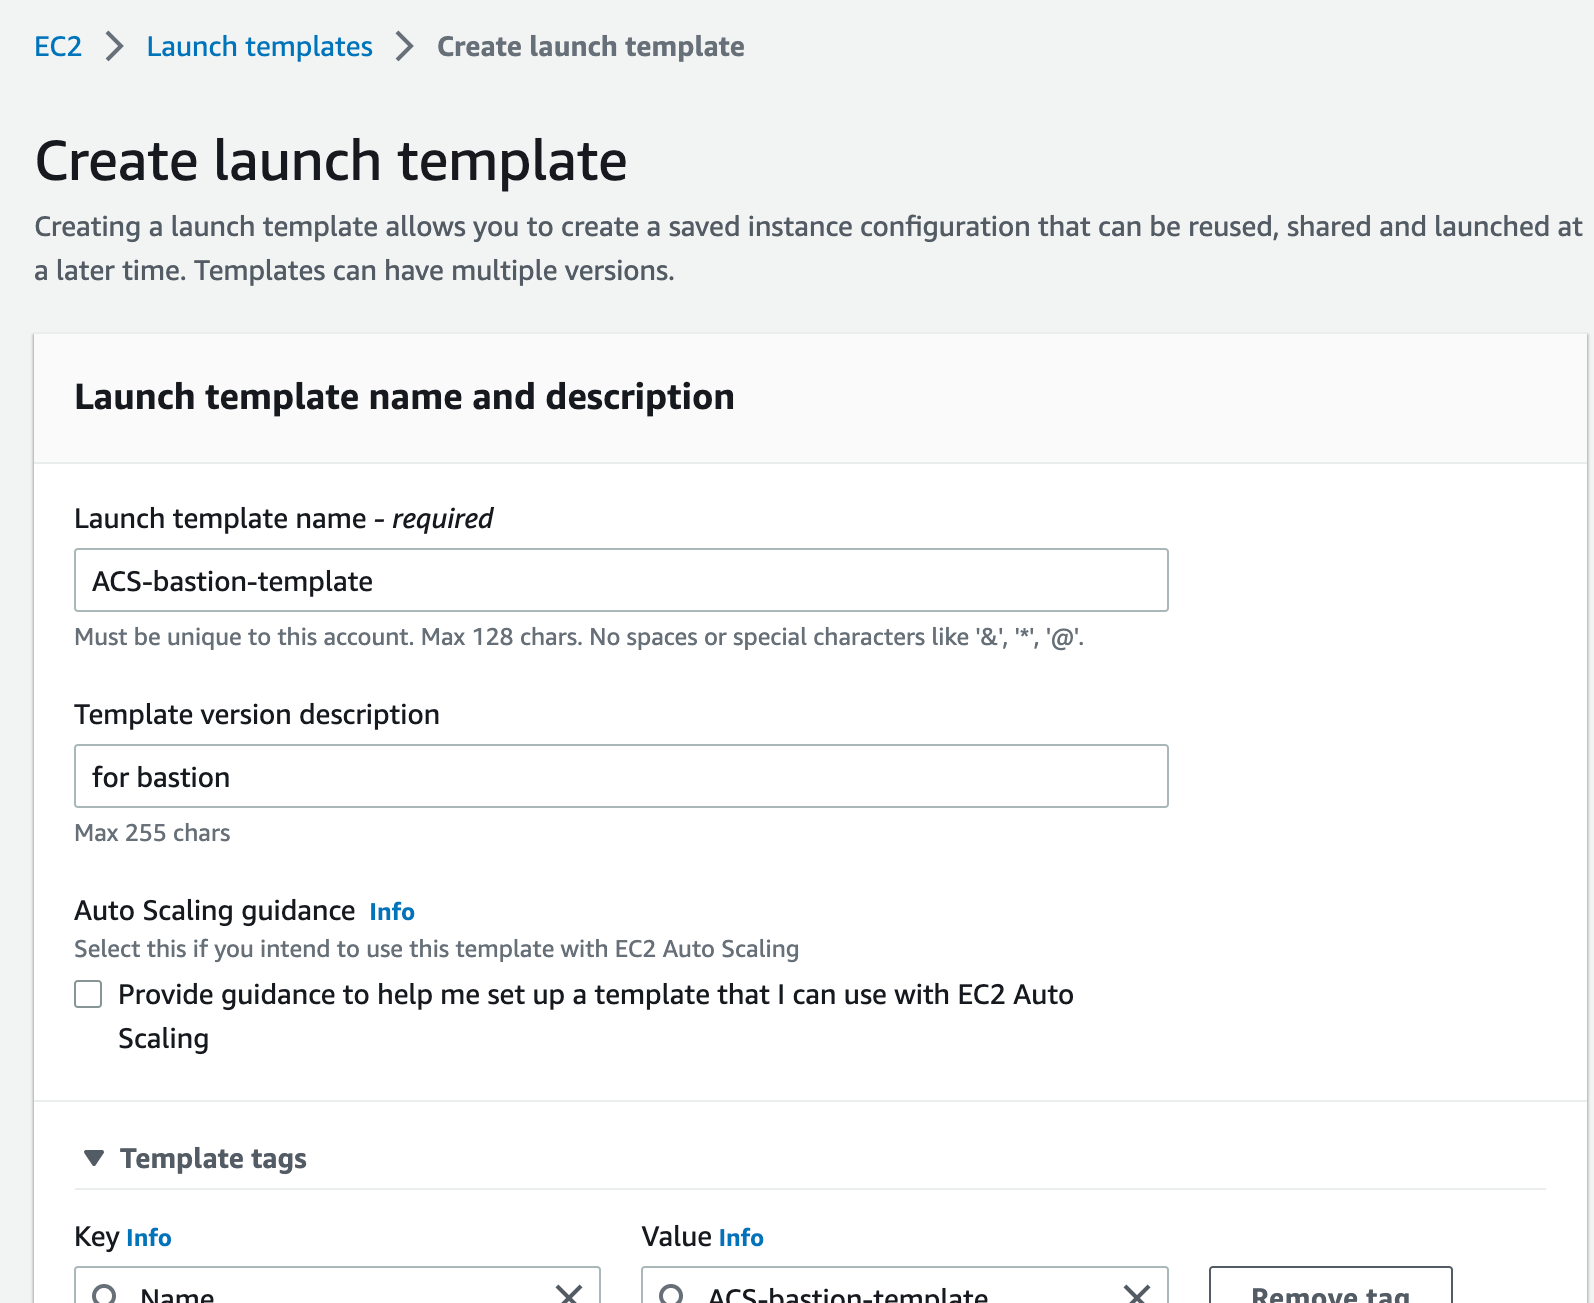 EC2 > Launch templates > Create launch template
Create launch template
Creating a launch template allows you to create a saved instance configuration that can be reused, shared and launched at
a later time. Templates can have multiple versions.
Launch template name and description
Launch template name - required
ACS-bastion-template
Must be unique to this account. Max 128 chars. No spaces or special characters like '&', '*', '@'.
Template version description
for bastion
Max 255 chars
Auto Scaling guidance Info
Select this if you intend to use this template with EC2 Auto Scaling
Provide guidance to help me set up a template that I can use with EC2 Auto
Scaling
Template tags
Key Info Value Info
Name ACS-bastion-template Remove tag